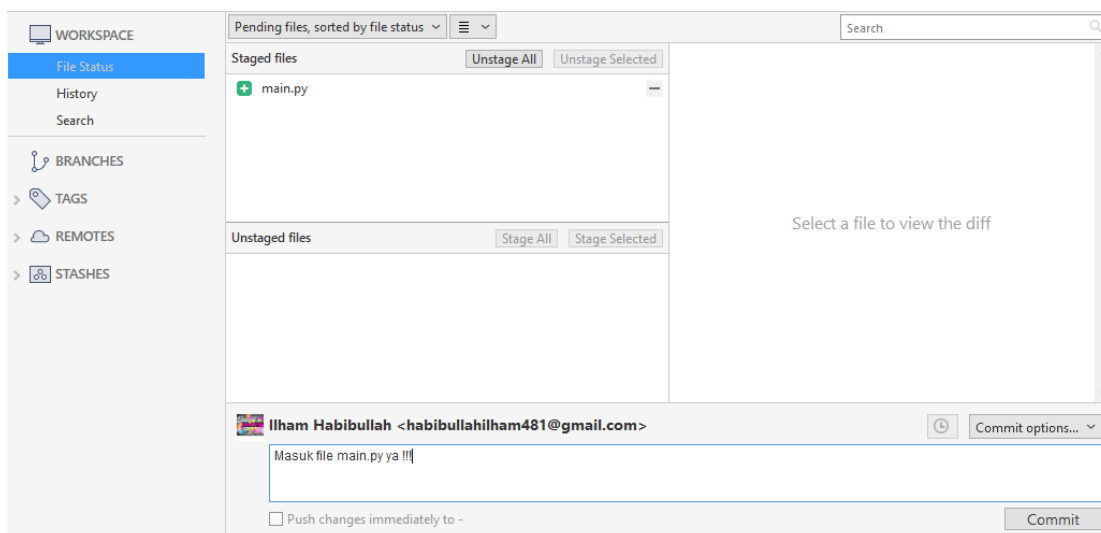 WORKSPACE
File Status
History
Search
BRANCHES
TAGS
REMOTES
STASHES
Pending files, sorted by file status
Search
Staged files
Unstage All
Unstage Selected
main.py
Unstaged files
Stage All
Stage Selected
Select a file to view the diff
Ilham Habibullah <habibullahilham481@gmail.com>
Commit options...
Masuk file main.py ya !!!
Push changes immediately to -
Commit